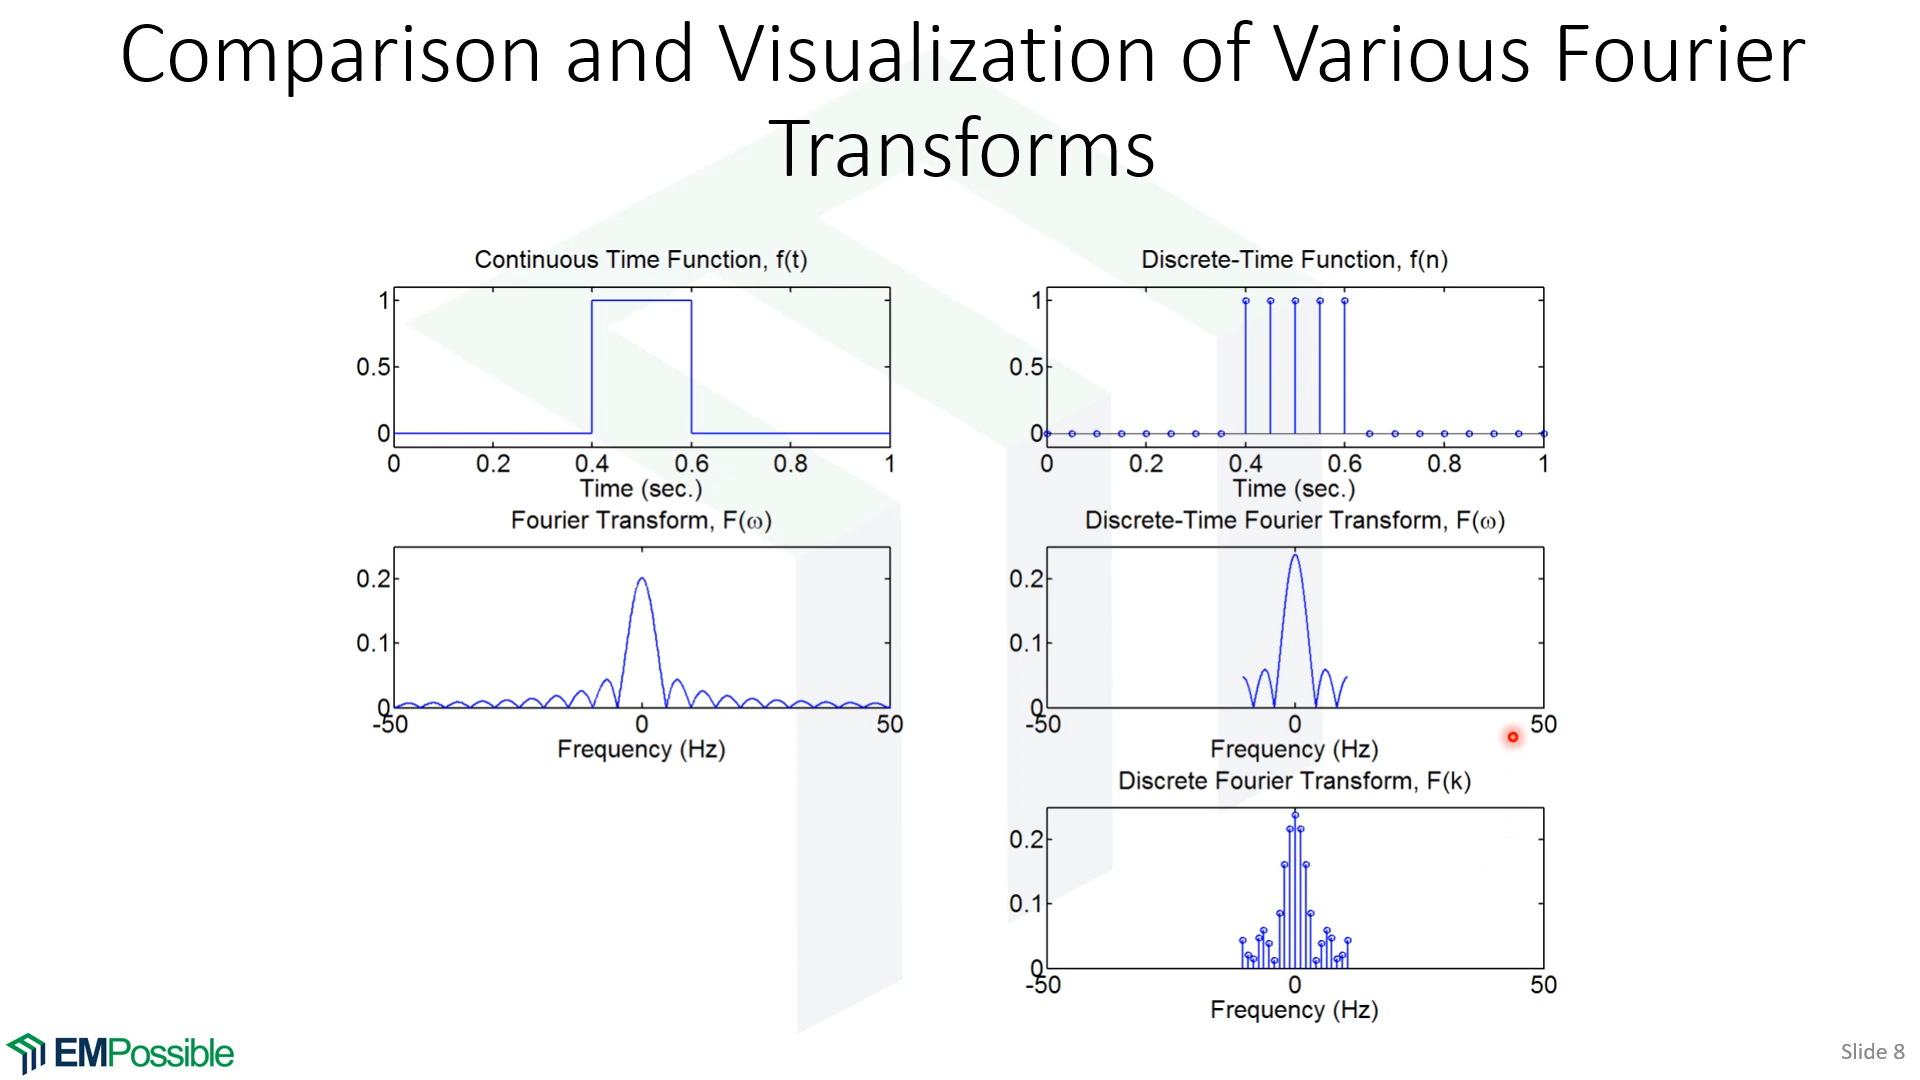 Comparison and Visualization of Various Fourier
Transforms
Continuous Time Function, f(t)
1
0.5
0
0 0.2 0.4 0.6 0.8 1
Time (sec.)
Fourier Transform, F(ω)
0.2
0.1
0
-50 0 50
Frequency (Hz)
Discrete-Time Function, f(n)
1
0.5
0
0 0.2 0.4 0.6 0.8 1
Time (sec.)
Discrete-Time Fourier Transform, F(ω)
0.2
0.1
0
-50 0 50
Frequency (Hz)
Discrete Fourier Transform, F(k)
0.2
0.1
0
-50 0 50
Frequency (Hz)
EMPossible
Slide 8